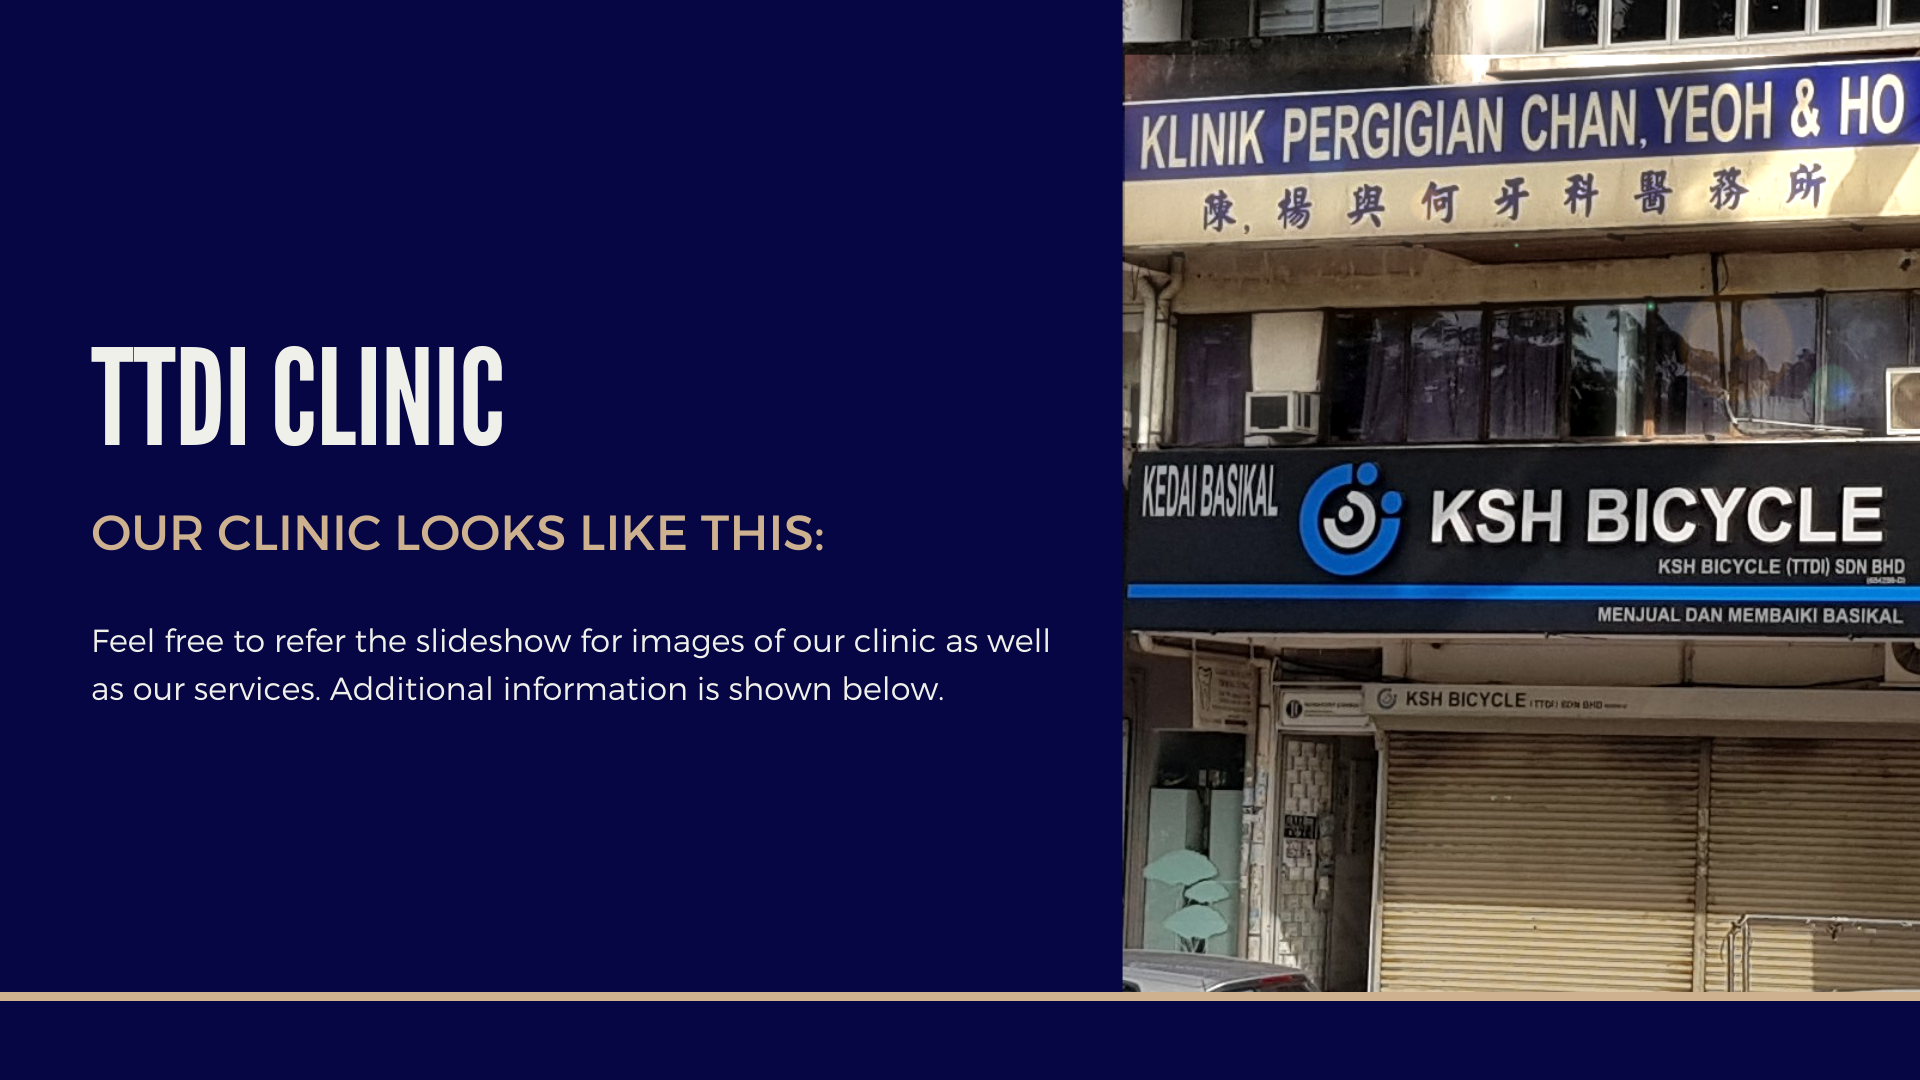 TTDI CLINIC
OUR CLINIC LOOKS LIKE THIS:
Feel free to refer the slideshow for images of our clinic as well
as our services. Additional information is shown below.
KLINIK PERGIGIAN CHAN, YEOH & HO
陳, 楊 與 何 牙 科 醫 務 所
KEDAI BASIKAL
KSH BICYCLE
KSH BICYCLE (TTDI) SDN BHD
MENJUAL DAN MEMBAIKI BASIKAL
KSH BICYCLE (TTDI) SDN BHD